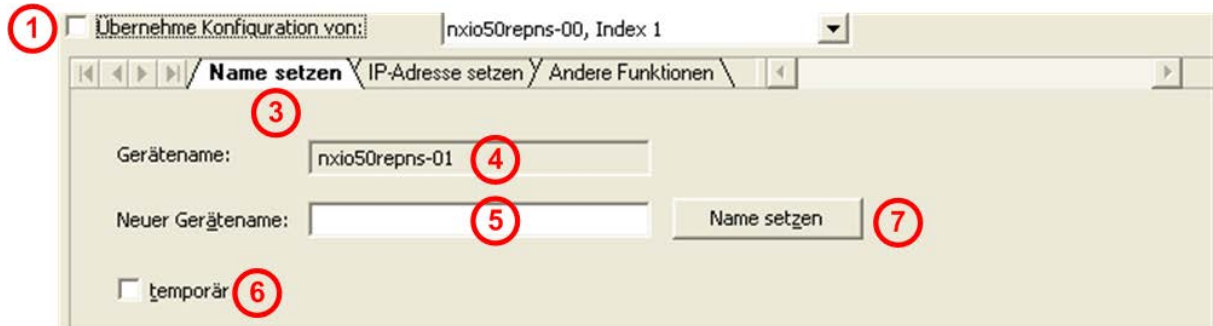 1 Übernehme Konfiguration von: nxio50repns-00, Index 1
Name setzen IP-Adresse setzen Andere Funktionen
3
Gerätename: nxio50repns-01 4
Neuer Gerätename: 5 Name setzen 7
temporär 6